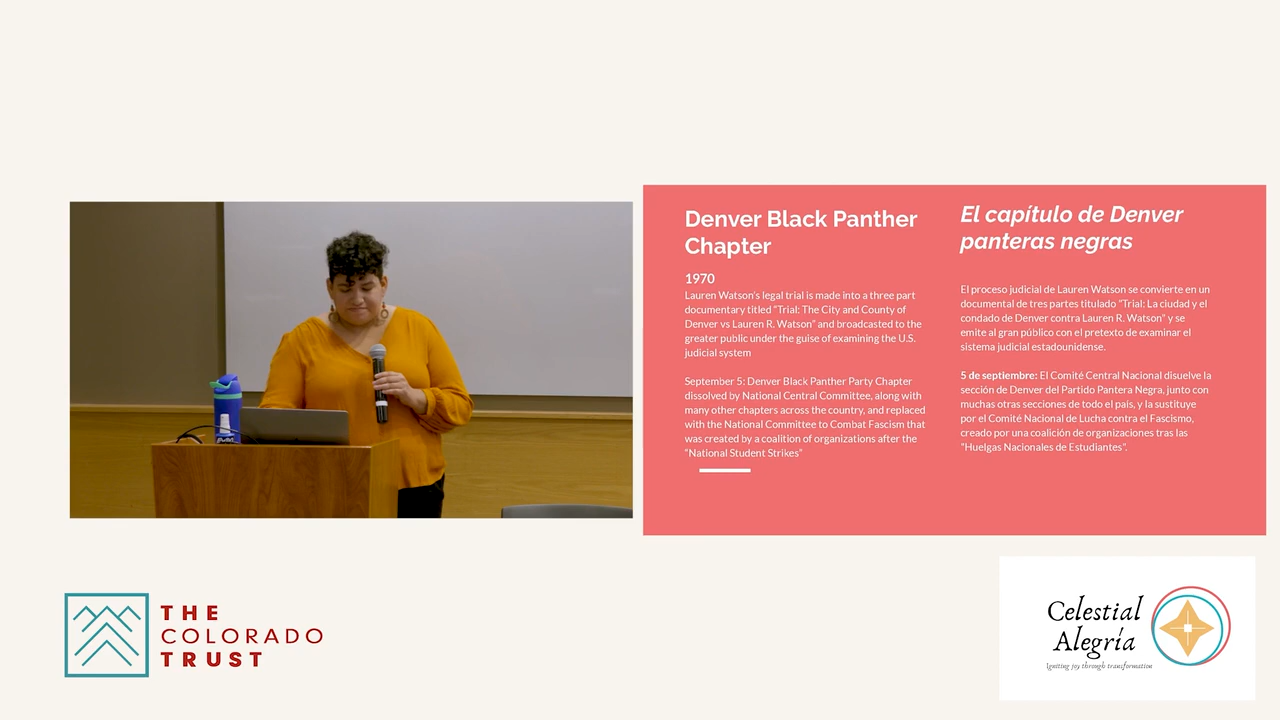 Denver Black Panther
Chapter
1970
Lauren Watson's legal trial is made into a three part
documentary titled "Trial: The City and County of
Denver vs Lauren R. Watson" and broadcasted to the
greater public under the guise of examining the U.S.
judicial system
September 5: Denver Black Panther Party Chapter
dissolved by National Central Committee, along with
many other chapters across the country, and replaced
with the National Committee to Combat Fascism that
was created by a coalition of organizations after the
"National Student Strikes"
El capítulo de Denver
panteras negras
El proceso judicial de Lauren Watson se convierte en un
documental de tres partes titulado "Trial: La ciudad y el
condado de Denver contra Lauren R. Watson" y se
emite al gran público con el pretexto de examinar el
sistema judicial estadounidense.
5 de septiembre: El Comité Central Nacional disuelve la
sección de Denver del Partido Pantera Negra, junto con
muchas otras secciones de todo el país, y la sustituye
por el Comité Nacional de Lucha contra el Fascismo,
creado por una coalición de organizaciones tras las
"Huelgas Nacionales de Estudiantes".
THE
COLORADO
TRUST
Celestial
Alegría
Igniting joy through transformation